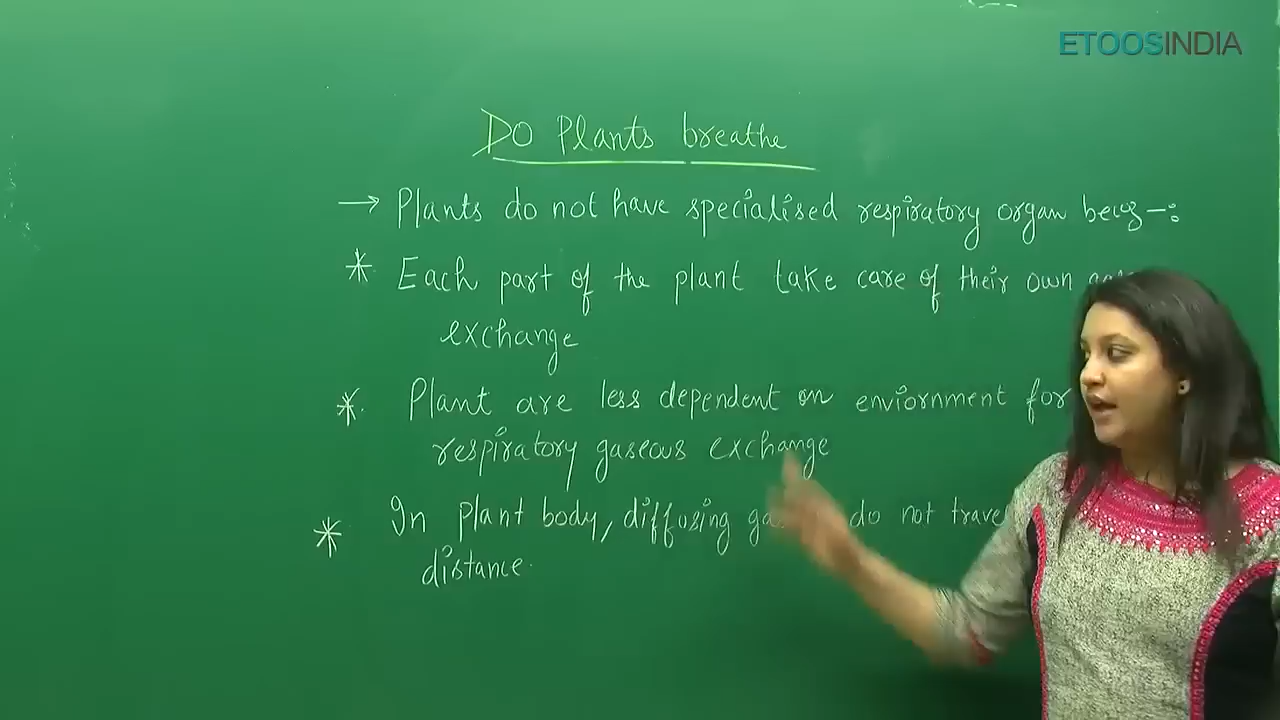 ETOOSINDIA
Do Plants breathe
→ Plants do not have specialised respiratory organ becoz -:
* Each part of the plant take care of their own
exchange
* Plant are less dependent on enviornment for
respiratory gaseous exchange
* In plant body, diffusing do not
distance.